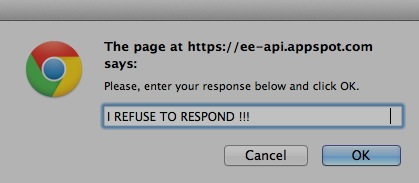 The page at https://ee-api.appspot.com
says:
Please, enter your response below and click OK.
I REFUSE TO RESPOND !!!
Cancel
OK